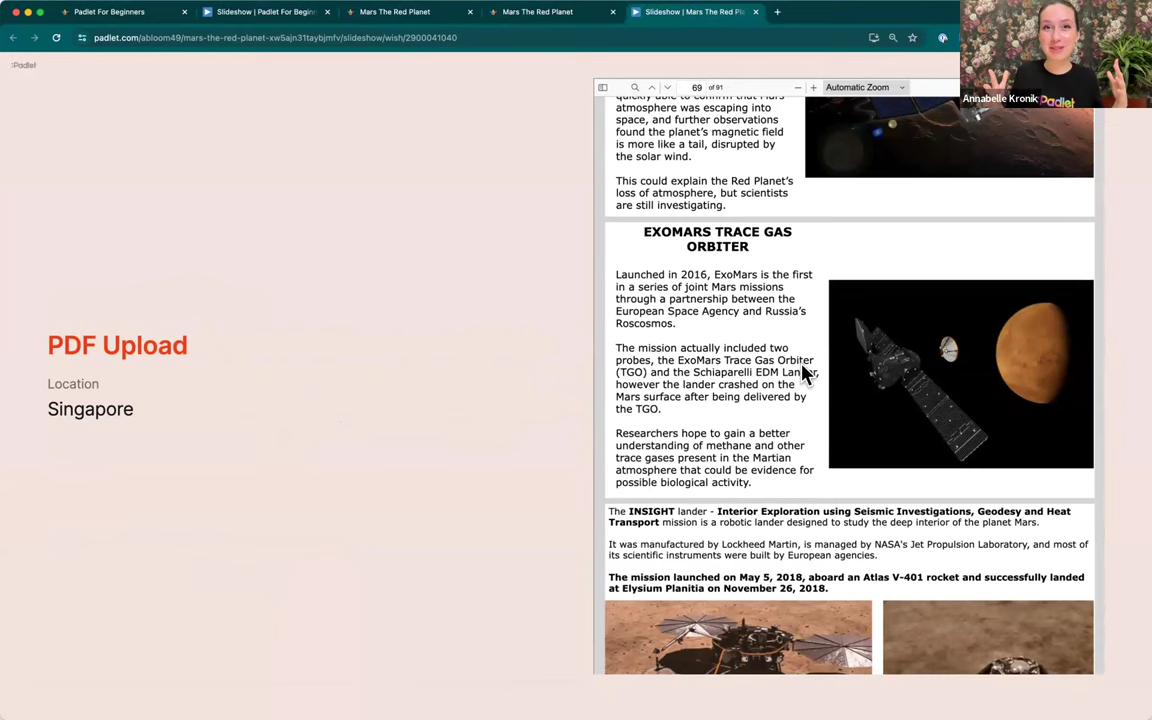 Padlet For Beginners
Slideshow | Padlet For Beginn
Mars The Red Planet
Mars The Red Planet
Slideshow | Mars The Red Pla
padlet.com/abloom49/mars-the-red-planet-xw5ajn31taybjmfv/slideshow/wish/2900041040
:Padlet
Annabelle Kronik
Padlet
69 of 91
Automatic Zoom
PDF Upload
Location
Singapore
quickly able to confirm that Mars'
atmosphere was escaping into
space, and further observations
found the planet's magnetic field
is more like a tail, disrupted by
the solar wind.
This could explain the Red Planet's
loss of atmosphere, but scientists
are still investigating.
EXOMARS TRACE GAS
ORBITER
Launched in 2016, ExoMars is the first
in a series of joint Mars missions
through a partnership between the
European Space Agency and Russia's
Roscosmos.
The mission actually included two
probes, the ExoMars Trace Gas Orbiter
(TGO) and the Schiaparelli EDM Lander,
however the lander crashed on the
Mars surface after being delivered by
the TGO.
Researchers hope to gain a better
understanding of methane and other
trace gases present in the Martian
atmosphere that could be evidence for
possible biological activity.
The INSIGHT lander - Interior Exploration using Seismic Investigations, Geodesy and Heat
Transport mission is a robotic lander designed to study the deep interior of the planet Mars.
It was manufactured by Lockheed Martin, is managed by NASA's Jet Propulsion Laboratory, and most of
its scientific instruments were built by European agencies.
The mission launched on May 5, 2018, aboard an Atlas V-401 rocket and successfully landed
at Elysium Planitia on November 26, 2018.